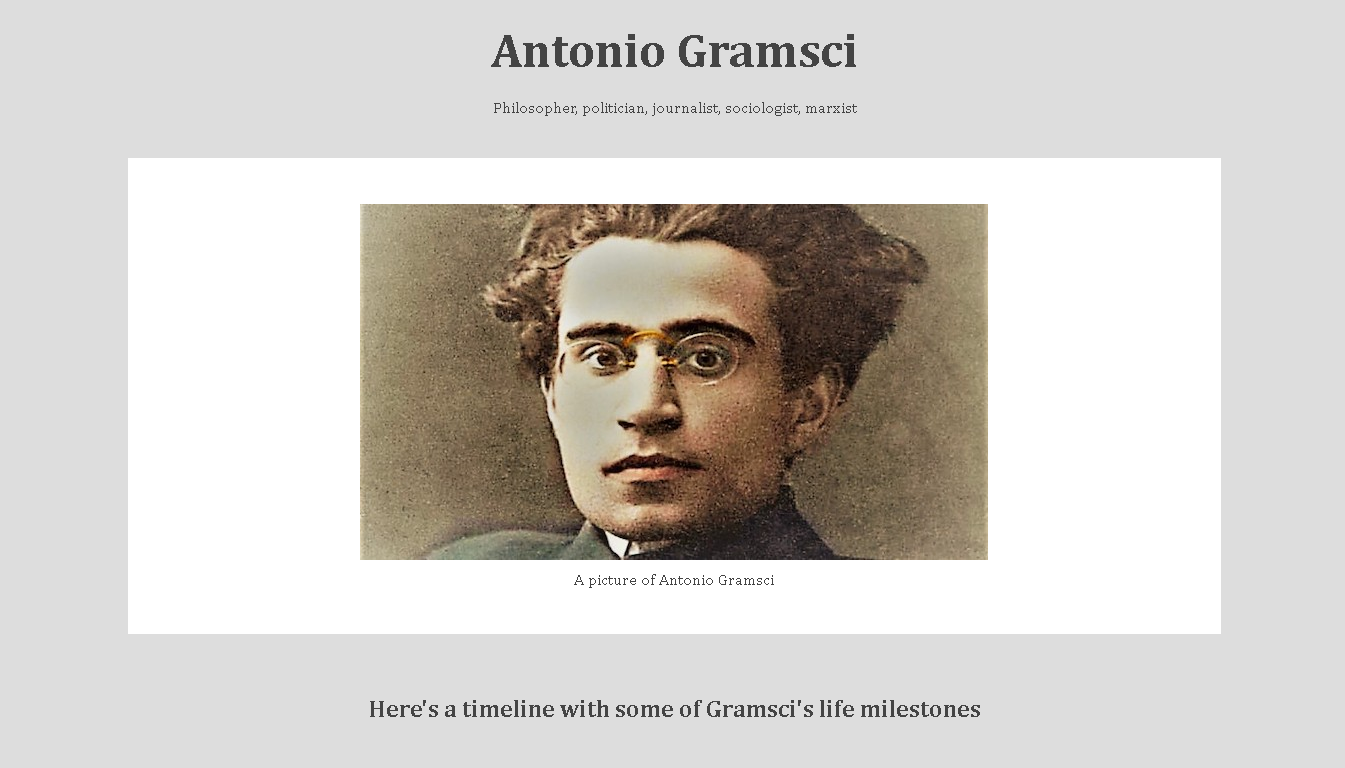 Antonio Gramsci
Philosopher, politician, journalist, sociologist, marxist
A picture of Antonio Gramsci
Here's a timeline with some of Gramsci's life milestones